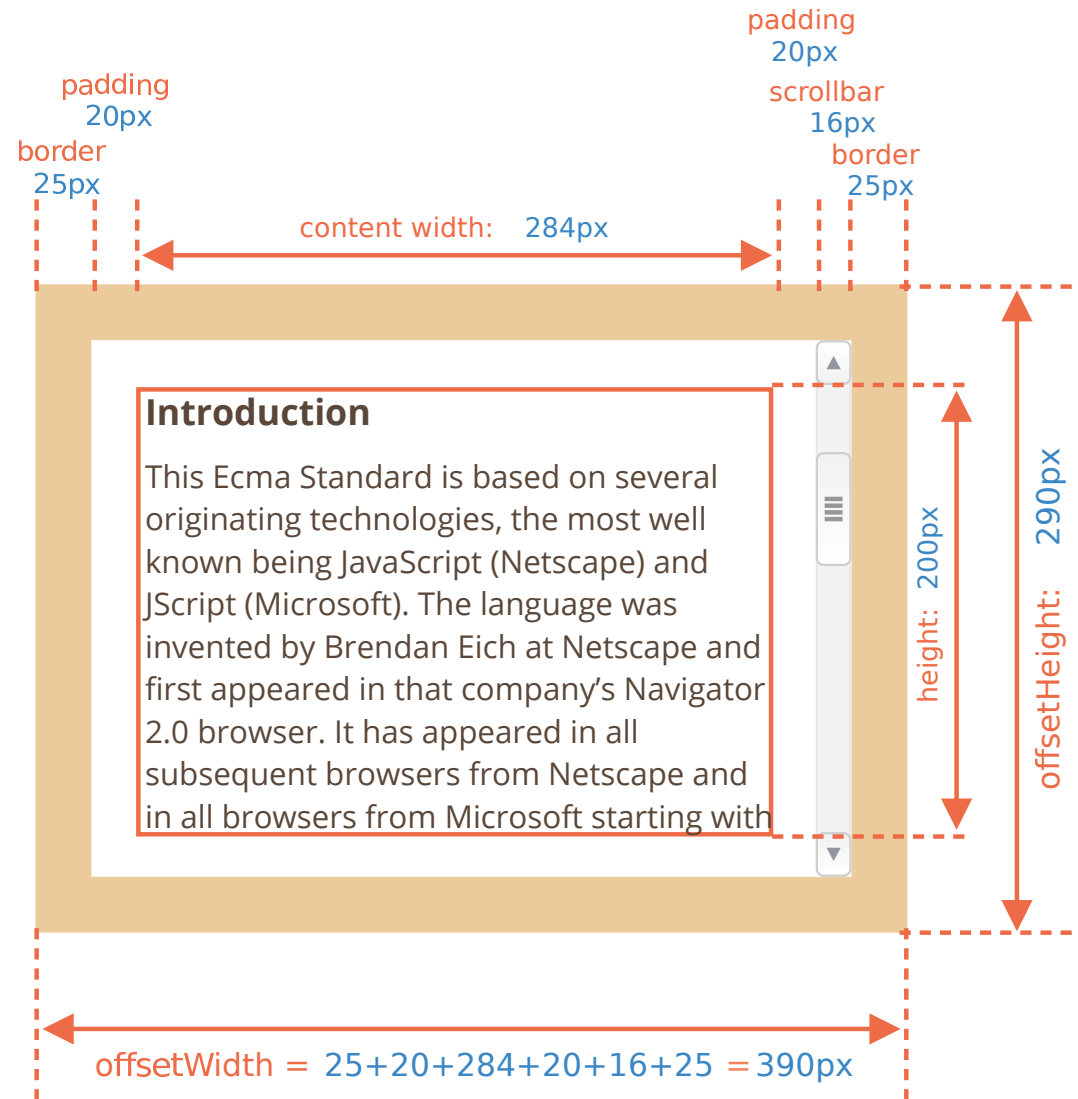 padding
20px
border
25px
padding
20px
scrollbar
16px
border
25px
content width: 284px
Introduction
This Ecma Standard is based on several
originating technologies, the most well
known being JavaScript (Netscape) and
JScript (Microsoft). The language was
invented by Brendan Eich at Netscape and
first appeared in that company’s Navigator
2.0 browser. It has appeared in all
subsequent browsers from Netscape and
in all browsers from Microsoft starting with
height: 200px
offsetHeight: 290px
offsetWidth = 25+20+284+20+16+25 = 390px